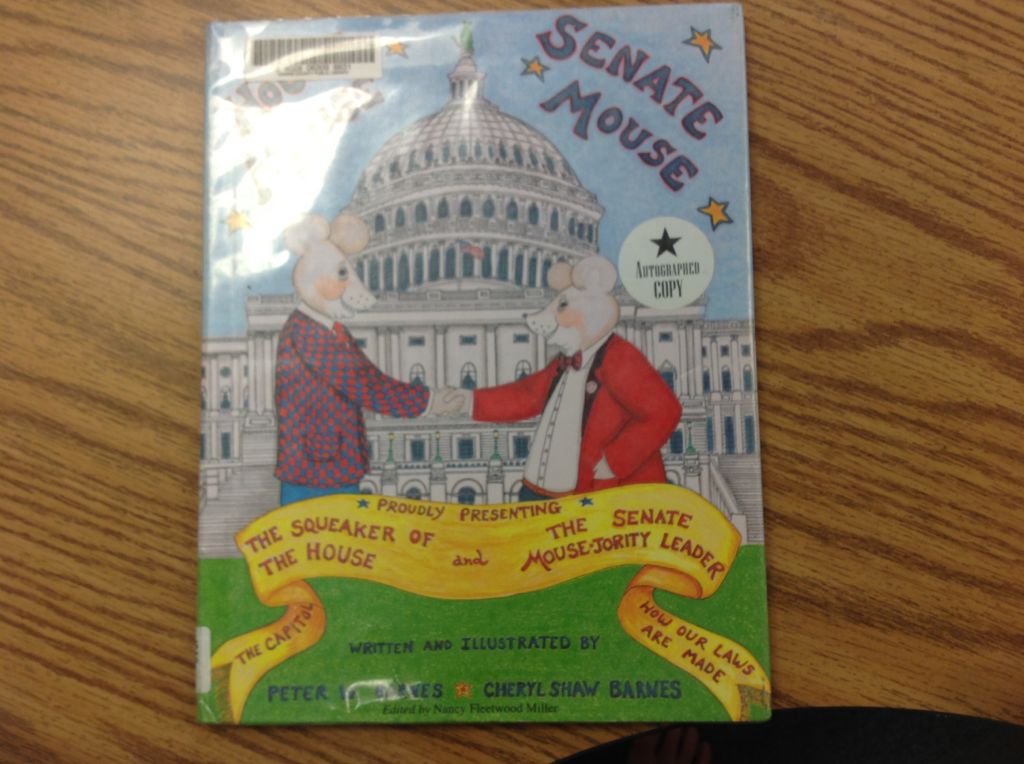 SENATE
MOUSE
AUTOGRAPHED
COPY
PROUDLY PRESENTING
THE SQUEAKER OF
THE HOUSE
and
THE SENATE
MOUSE-JORITY LEADER
THE CAPITOL
HOW OUR LAWS
ARE MADE
WRITTEN AND ILLUSTRATED BY
PETER W. BARNES CHERYL SHAW BARNES
Edited by Nancy Fleetwood Miller